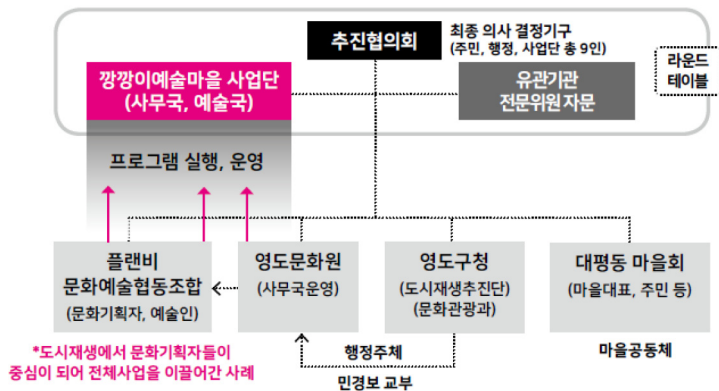 추진협의회
최종 의사 결정기구
(주민, 행정, 사업단 총 9인)
라운드
테이블
깡깡이예술마을 사업단
(사무국, 예술국)
유관기관
전문위원 자문
프로그램 실행, 운영
플랜비
문화예술협동조합
(문화기획자, 예술인)
영도문화원
(사무국운영)
영도구청
(도시재생추진단)
(문화관광과)
대평동 마을회
(마을대표, 주민 등)
*도시재생에서 문화기획자들이
중심이 되어 전체사업을 이끌어간 사례
행정주체
민경보 교부
마을공동체